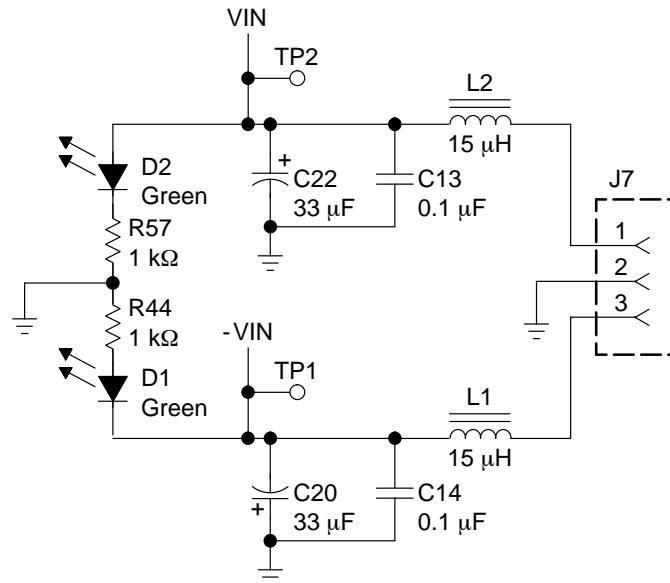 VIN
TP2
L2
15 μH
D2
Green
+
C22
33 μF
C13
0.1 μF
J7
1
2
3
R57
1 kΩ
R44
1 kΩ
-VIN
TP1
D1
Green
L1
15 μH
+
C20
33 μF
C14
0.1 μF